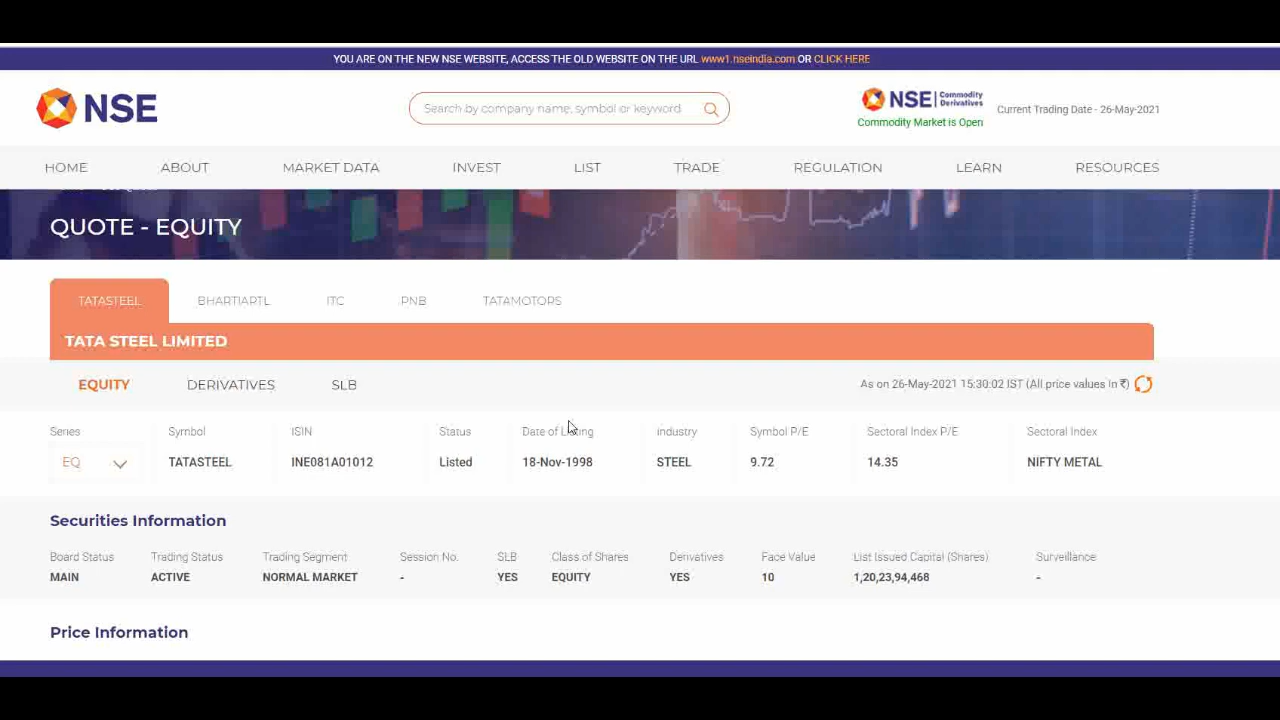 YOU ARE ON THE NEW NSE WEBSITE, ACCESS THE OLD WEBSITE ON THE URL www1.nseindia.com OR CLICK HERE
NSE
Search by company name, symbol or keyword
NSE | Commodity Derivatives
Commodity Market is Open
Current Trading Date - 26-May-2021
HOME ABOUT MARKET DATA INVEST LIST TRADE REGULATION LEARN RESOURCES
QUOTE - EQUITY
TATASTEEL BHARTIARTL ITC PNB TATAMOTORS
TATA STEEL LIMITED
EQUITY DERIVATIVES SLB As on 26-May-2021 15:30:02 IST (All price values in ₹)
Series Symbol ISIN Status Date of Listing Industry Symbol P/E Sectoral Index P/E Sectoral Index
EQ TATASTEEL INE081A01012 Listed 18-Nov-1998 STEEL 9.72 14.35 NIFTY METAL
Securities Information
Board Status Trading Status Trading Segment Session No. SLB Class of Shares Derivatives Face Value List Issued Capital (Shares) Surveillance
MAIN ACTIVE NORMAL MARKET - YES EQUITY YES 10 1,20,23,94,468 -
Price Information